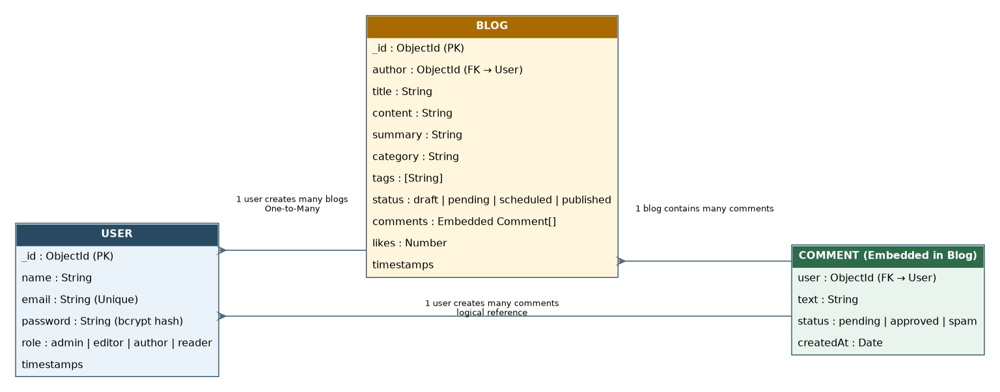 BLOG
_id : ObjectId (PK)
author : ObjectId (FK → User)
title : String
content : String
summary : String
category : String
tags : [String]
status : draft | pending | scheduled | published
comments : Embedded Comment[]
likes : Number
timestamps
1 user creates many blogs
One-to-Many
1 blog contains many comments
USER
_id : ObjectId (PK)
name : String
email : String (Unique)
password : String (bcrypt hash)
role : admin | editor | author | reader
timestamps
1 user creates many comments
logical reference
COMMENT (Embedded in Blog)
user : ObjectId (FK → User)
text : String
status : pending | approved | spam
createdAt : Date